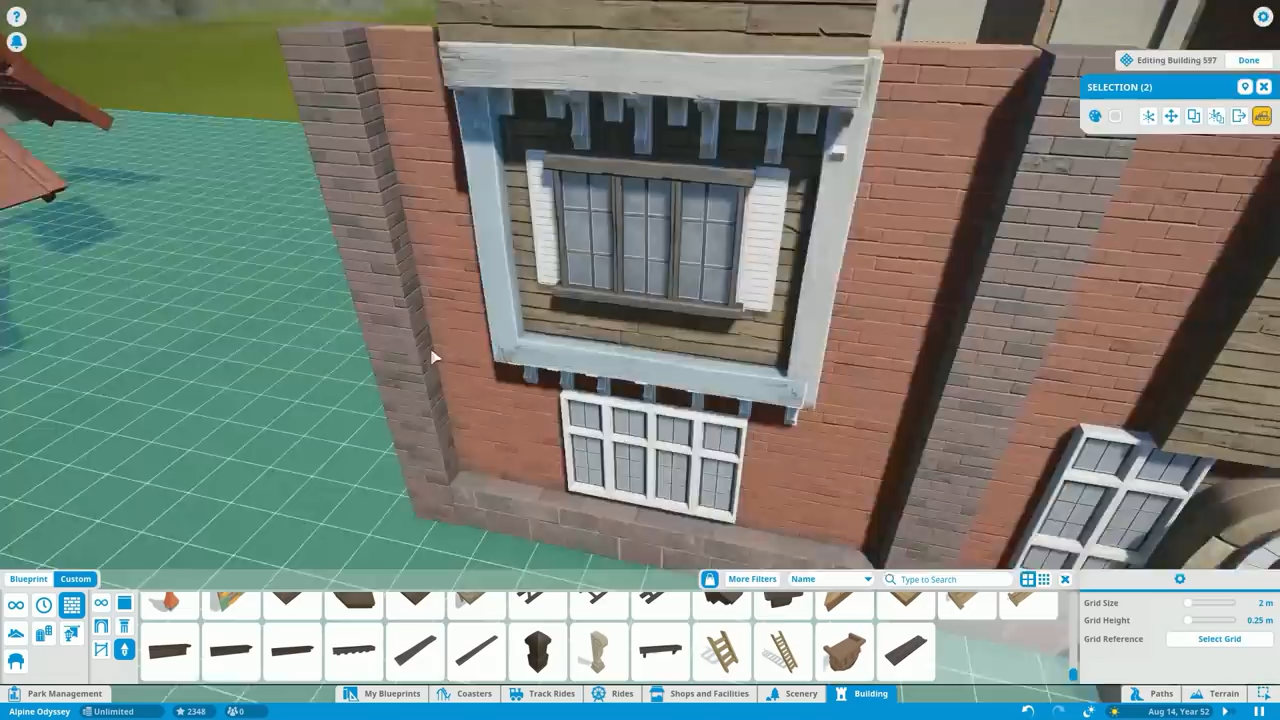 Editing Building 597 Done
SELECTION (2)
Blueprint Custom
More Filters Name Type to Search
Grid Size 2 m
Grid Height 0.25 m
Grid Reference Select Grid
Park Management My Blueprints Coasters Track Rides Rides Shops and Facilities Scenery Building Paths Terrain
Alpine Odyssey Unlimited 2348 0 Aug 14, Year 52